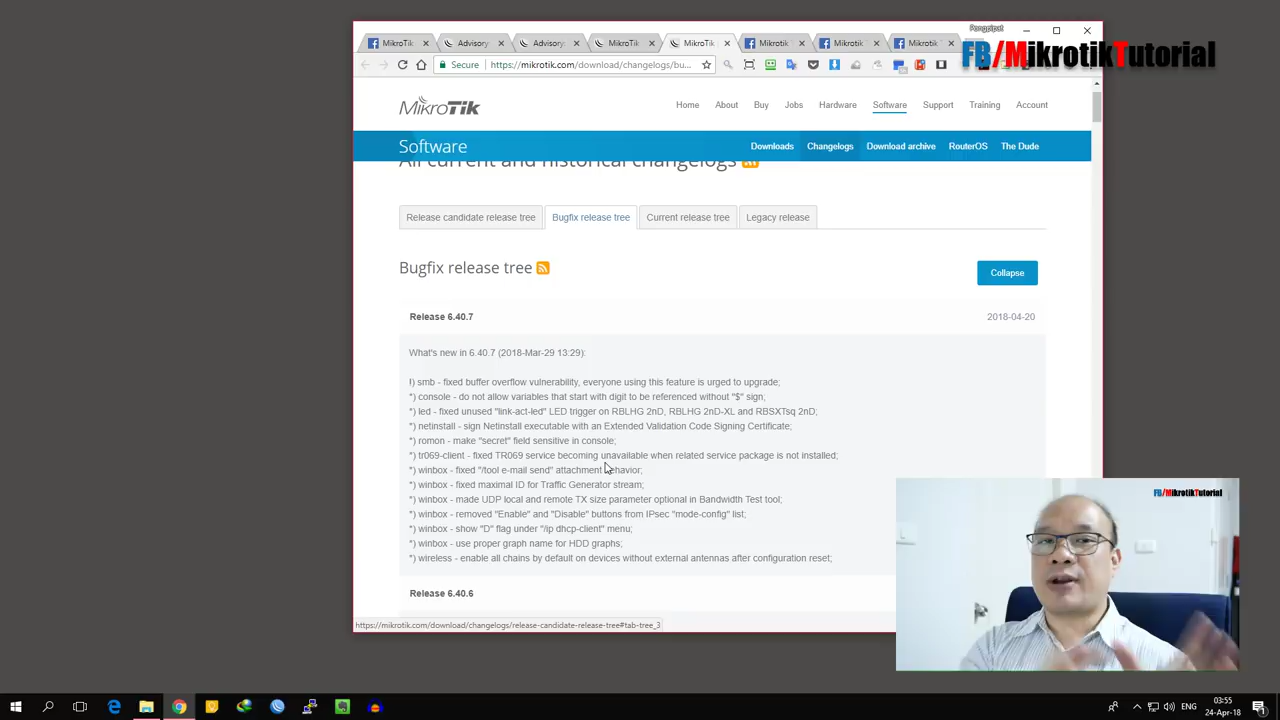 Pongpipat
MikroTik
Advisory
Advisory
MikroTik
MikroTik
MikroTik
MikroTik
MikroTik
FB/MikrotikTutorial
Secure
https://mikrotik.com/download/changelogs/bu...
MikroTik
Home
About
Buy
Jobs
Hardware
Software
Support
Training
Account
Software
Downloads
Changelogs
Download archive
RouterOS
The Dude
All current and historical changelogs
Release candidate release tree
Bugfix release tree
Current release tree
Legacy release
Bugfix release tree
Collapse
Release 6.40.7
2018-04-20
What's new in 6.40.7 (2018-Mar-29 13:29):
!) smb - fixed buffer overflow vulnerability, everyone using this feature is urged to upgrade;
*) console - do not allow variables that start with digit to be referenced without "$" sign;
*) led - fixed unused "link-act-led" LED trigger on RBLHG 2nD, RBLHG 2nD-XL and RBSXTsq 2nD;
*) netinstall - sign Netinstall executable with an Extended Validation Code Signing Certificate;
*) romon - make "secret" field sensitive in console;
*) tr069-client - fixed TR069 service becoming unavailable when related service package is not installed;
*) winbox - fixed "/tool e-mail send" attachment behavior;
*) winbox - fixed maximal ID for Traffic Generator stream;
*) winbox - made UDP local and remote TX size parameter optional in Bandwidth Test tool;
*) winbox - removed "Enable" and "Disable" buttons from IPsec "mode-config" list;
*) winbox - show "D" flag under "/ip dhcp-client" menu;
*) winbox - use proper graph name for HDD graphs;
*) wireless - enable all chains by default on devices without external antennas after configuration reset;
Release 6.40.6
https://mikrotik.com/download/changelogs/release-candidate-release-tree#tab-tree_3
FB/MikrotikTutorial
03:55
24-Apr-18